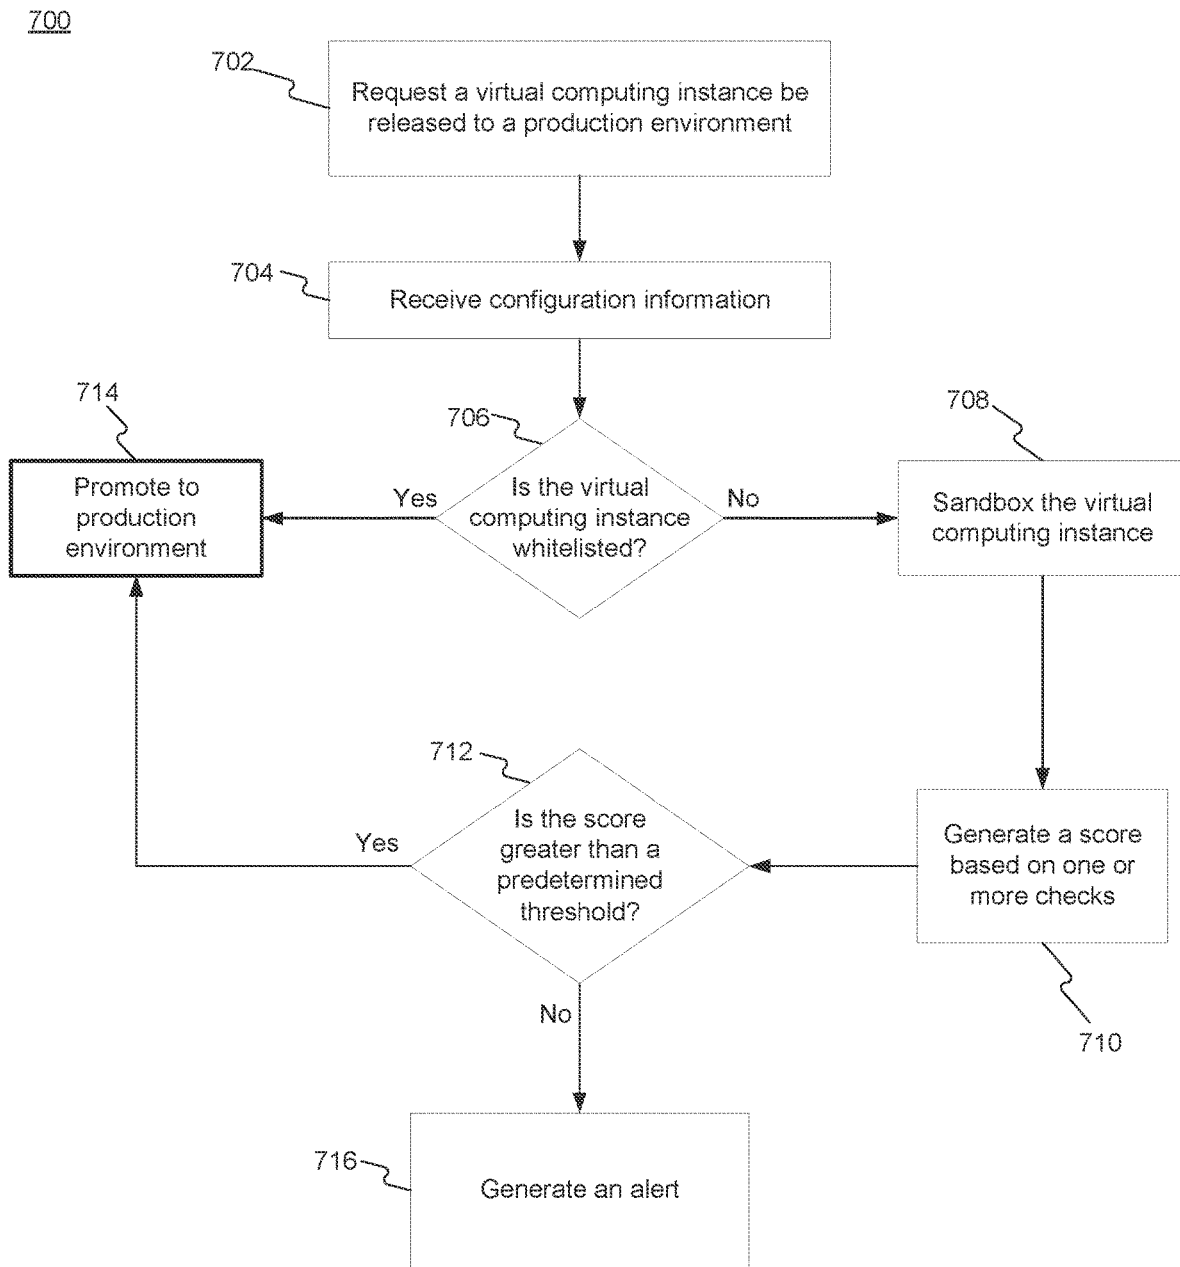 700
702
Request a virtual computing instance be
released to a production environment
704
Receive configuration information
714
706
708
Promote to
production
environment
Yes
Is the virtual
computing instance
whitelisted?
No
Sandbox the virtual
computing instance
712
Yes
Is the score
greater than a
predetermined
threshold?
Generate a score
based on one or
more checks
No
710
716
Generate an alert